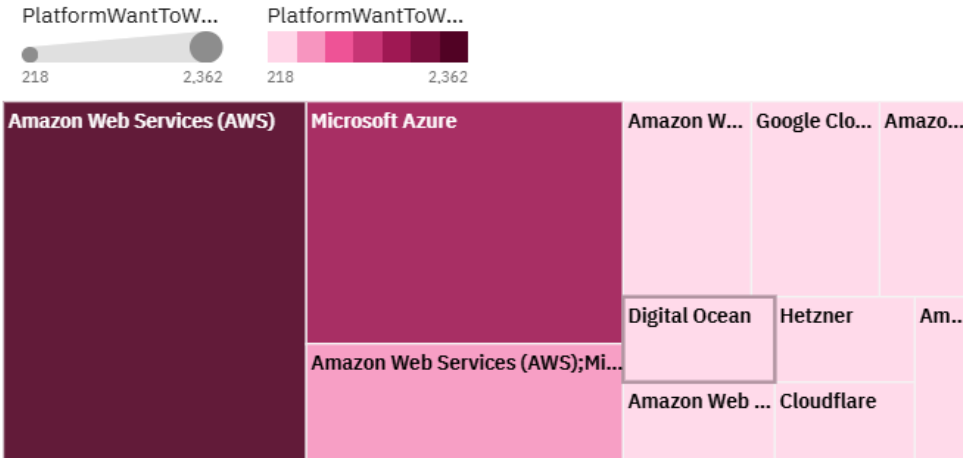 PlatformWantToW... PlatformWantToW...
218 2,362 218 2,362
Amazon Web Services (AWS) Microsoft Azure Amazon W... Google Clo... Amazo...
Digital Ocean Hetzner Am...
Amazon Web Services (AWS);Mi...
Amazon Web ... Cloudflare